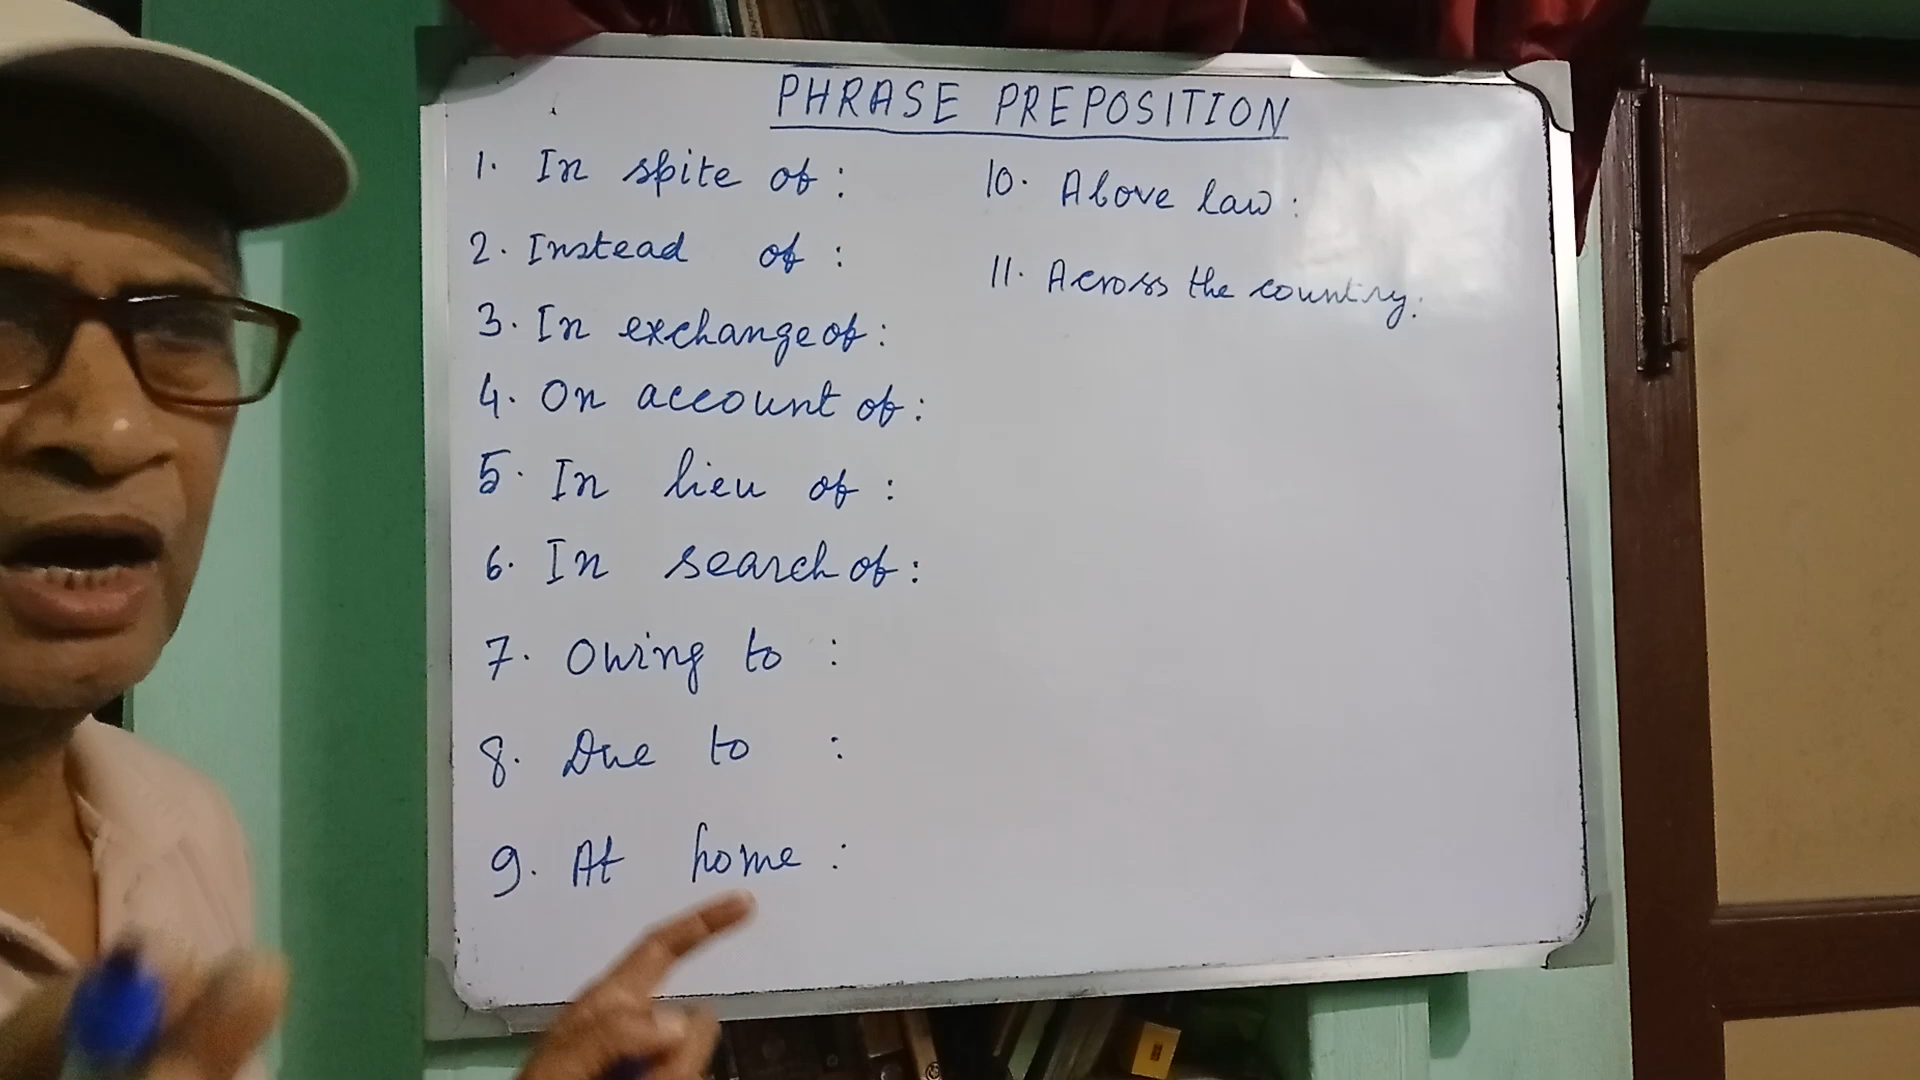 PHRASE PREPOSITION
1. In spite of :
2. Instead of :
3. In exchange of :
4. On account of :
5. In lieu of :
6. In search of :
7. Owing to :
8. Due to :
9. At home :
10. Above law :
11. Across the country :